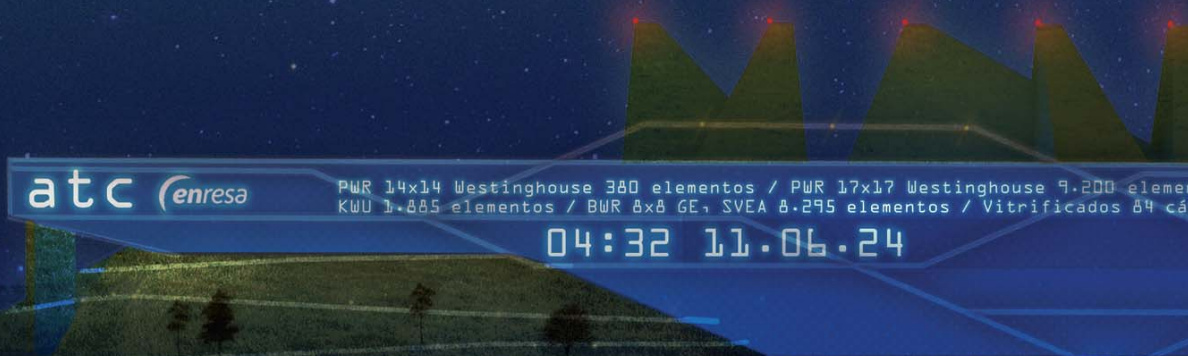 atc enresa
PWR 14x14 Westinghouse 380 elementos / PWR 17x17 Westinghouse 9.200
KWU 1.885 elementos / BWR 8x8 GE, SVEA 8.295 elementos / Vitrificados 84
04:32 11.06.24